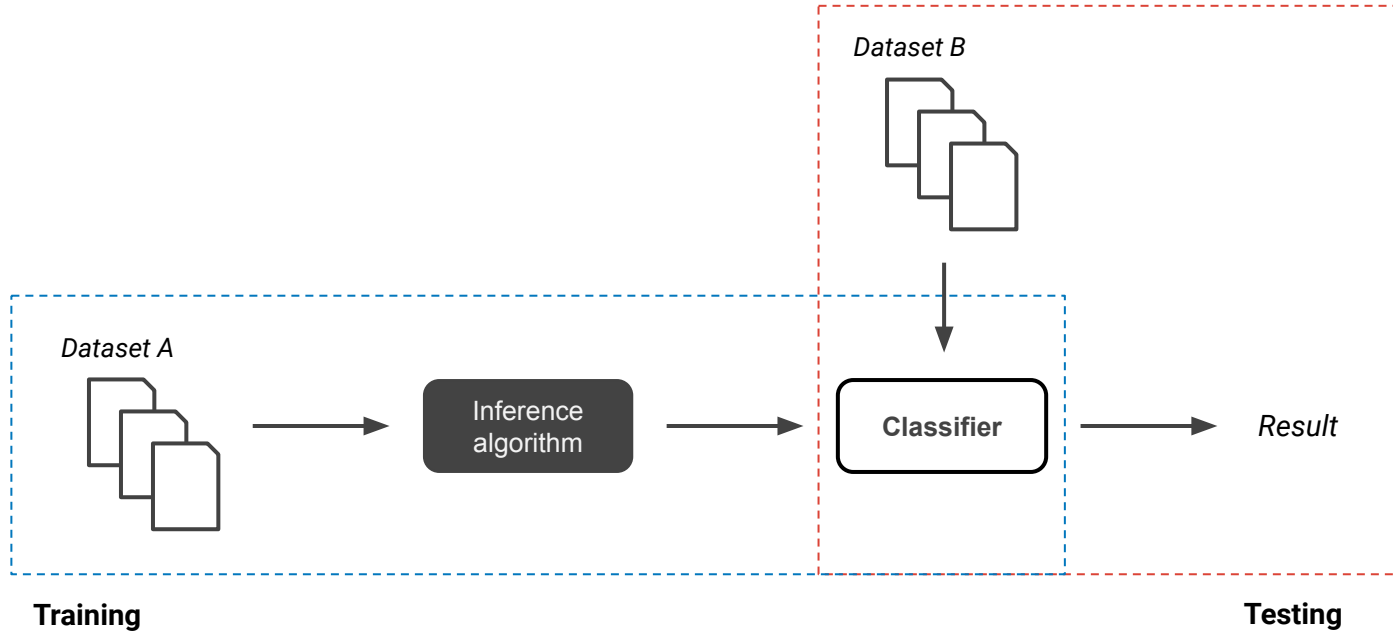 Dataset B
Dataset A
Inference
algorithm
Classifier
Result
Training
Testing